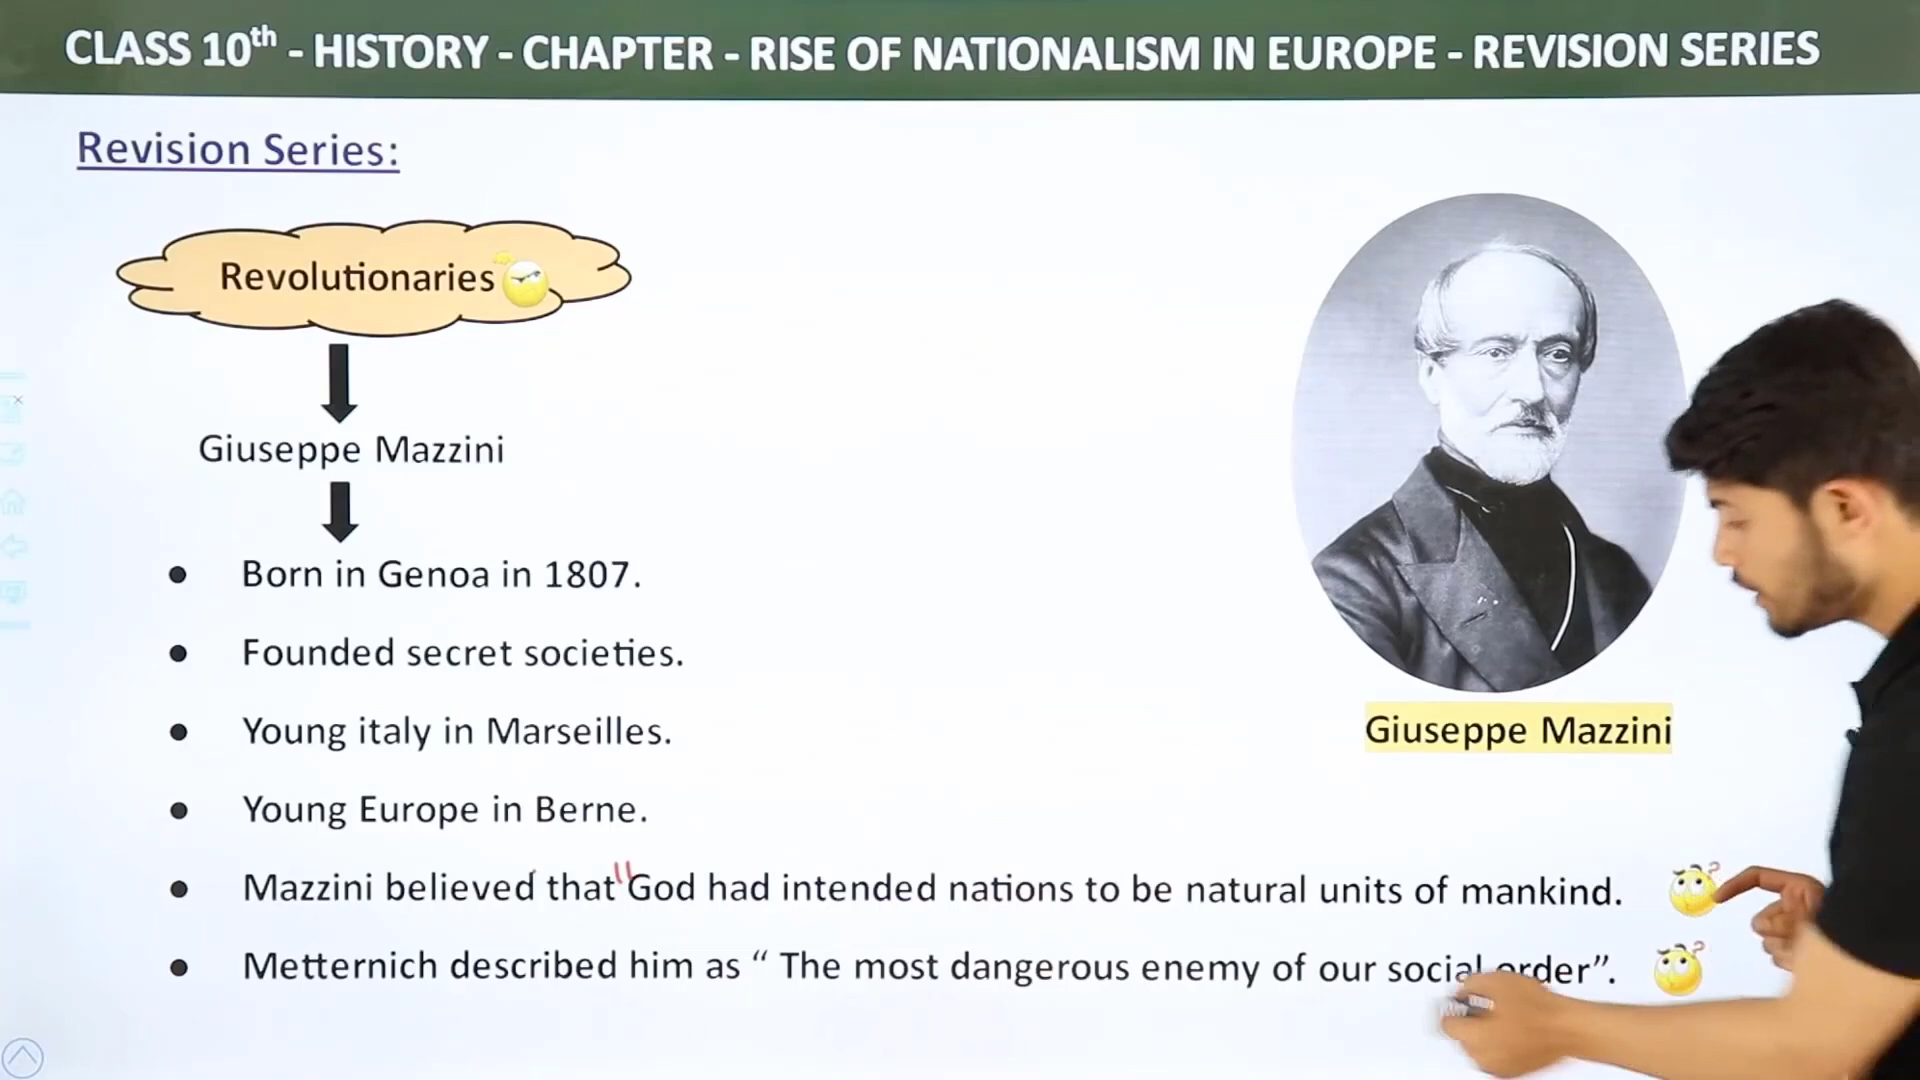 CLASS 10th - HISTORY - CHAPTER - RISE OF NATIONALISM IN EUROPE - REVISION SERIES
Revision Series:
Revolutionaries
Giuseppe Mazzini
• Born in Genoa in 1807.
• Founded secret societies.
• Young italy in Marseilles.
Giuseppe Mazzini
• Young Europe in Berne.
• Mazzini believed that "God had intended nations to be natural units of mankind.
• Metternich described him as “ The most dangerous enemy of our social order”.